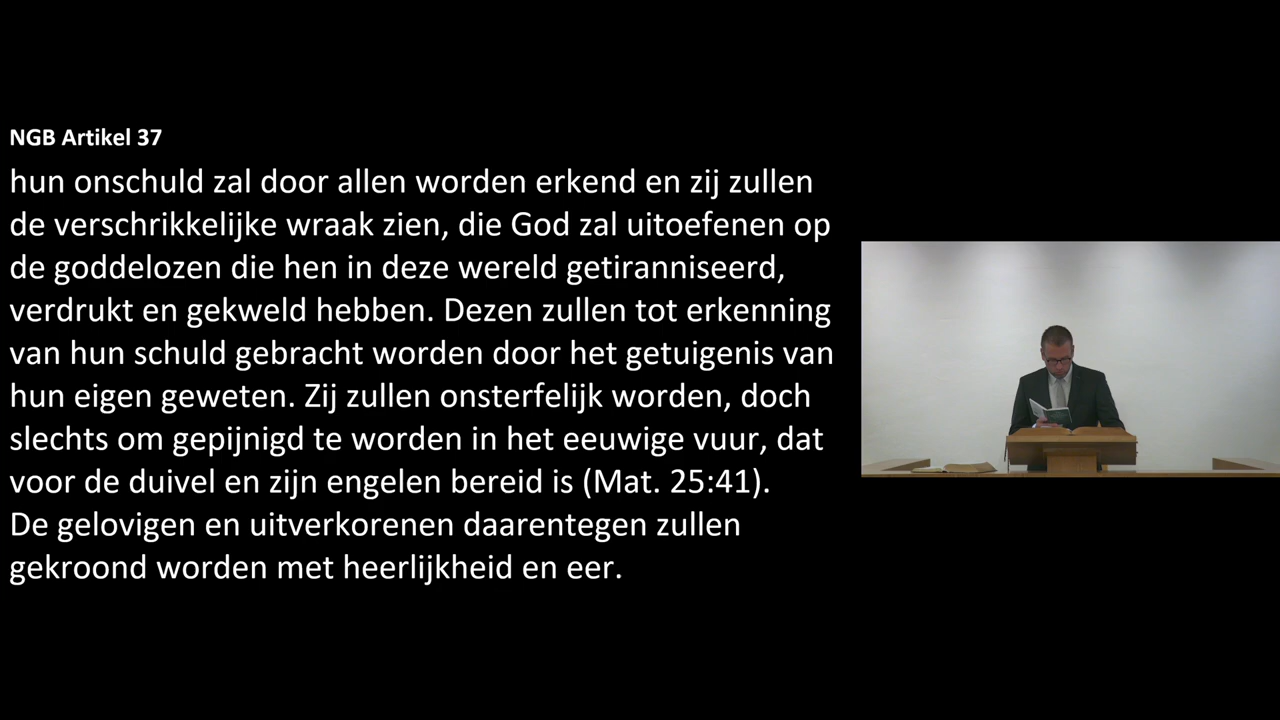 NGB Artikel 37
hun onschuld zal door allen worden erkend en zij zullen
de verschrikkelijke wraak zien, die God zal uitoefenen op
de goddelozen die hen in deze wereld getiranniseerd,
verdrukt en gekweld hebben. Dezen zullen tot erkenning
van hun schuld gebracht worden door het getuigenis van
hun eigen geweten. Zij zullen onsterfelijk worden, doch
slechts om gepijnigd te worden in het eeuwige vuur, dat
voor de duivel en zijn engelen bereid is (Mat. 25:41).
De gelovigen en uitverkorenen daarentegen zullen
gekroond worden met heerlijkheid en eer.